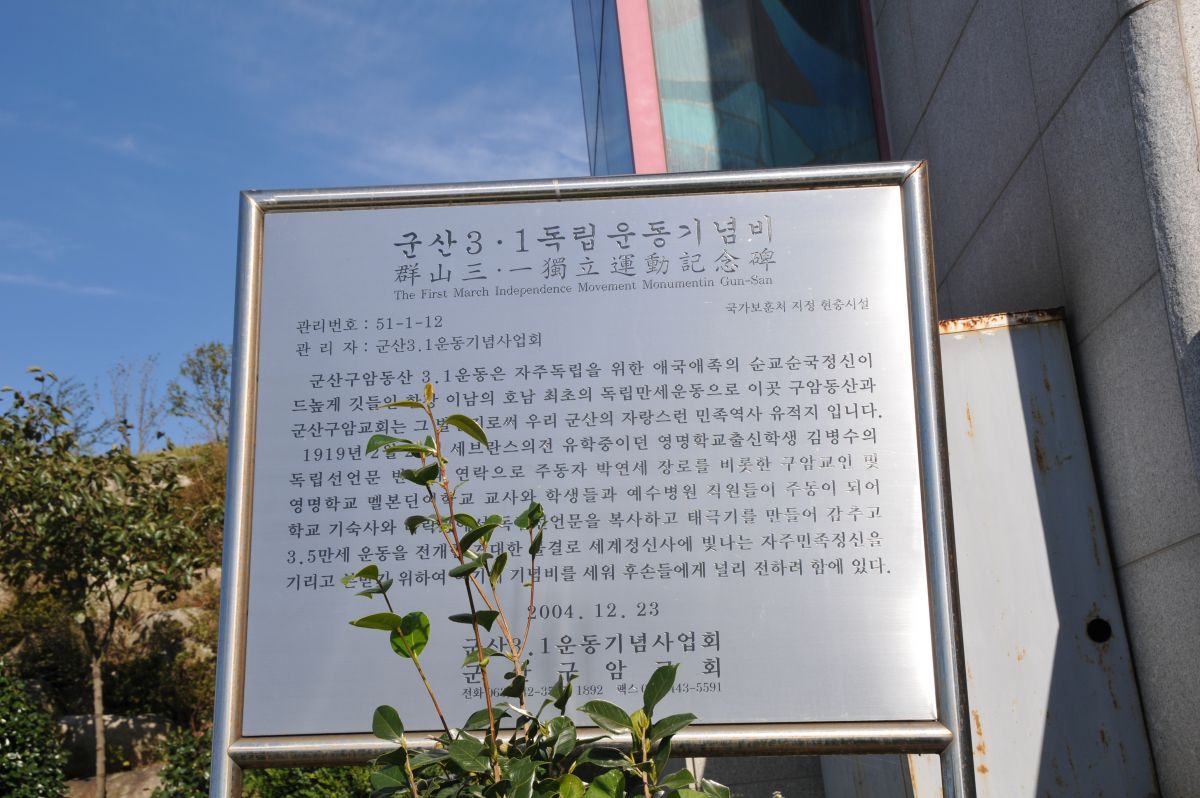 군산3·1독립운동기념비
群山三·一獨立運動記念碑
The First March Independence Movement Monumentin Gun-San
국가보훈처 지정 현충시설
관리번호 : 51-1-12
관 리 자 : 군산3.1운동기념사업회
군산구암동산 3.1운동은 자주독립을 위한 애국애족의 순교순국정신이
드높게 깃들인 한강 이남의 호남 최초의 독립만세운동으로 이곳 구암동산과
군산구암교회는 그 로써 우리 군산의 자랑스런 민족역사 유적지 입니다.
1919년 세브란스의전 유학중이던 영명학교출신학생 김병수의
독립선언문 연락으로 주동자 박연세 장로를 비롯한 구암교인 및
영명학교 멜본딘여학교 교사와 학생들과 예수병원 직원들이 주동이 되어
학교 기숙사와 복사하고 태극기를 만들어 감추고
3.5만세 운동을 세계정신사에 빛나는 자주민족정신을
기리고 위하여 기념비를 세워 후손들에게 널리 전하려 함에 있다.
2004. 12. 23
군산3.1운동기념사업회
구암교회
전화 1892 팩스 443-5591